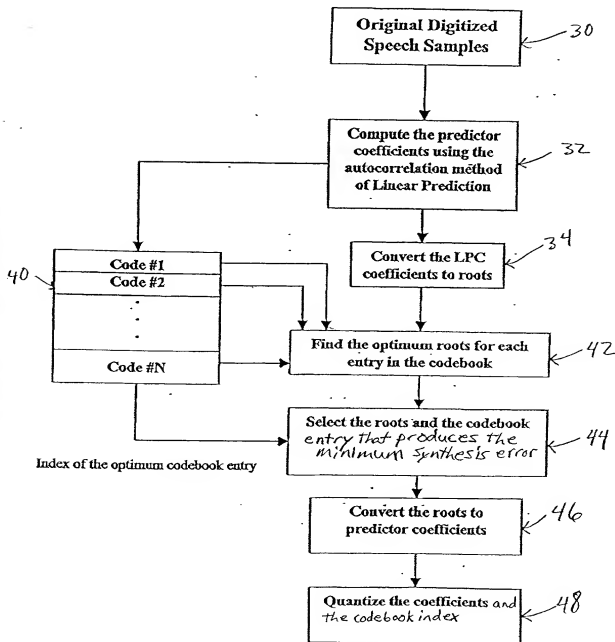 Original Digitized
Speech Samples
30
Compute the predictor
coefficients using the
autocorrelation method
of Linear Prediction
32
Convert the LPC
coefficients to roots
34
40
Code #1
Code #2
Code #N
Find the optimum roots for each
entry in the codebook
42
Select the roots and the codebook
entry that produces the
minimum synthesis error
44
Index of the optimum codebook entry
Convert the roots to
predictor coefficients
46
Quantize the coefficients and
the codebook index
48